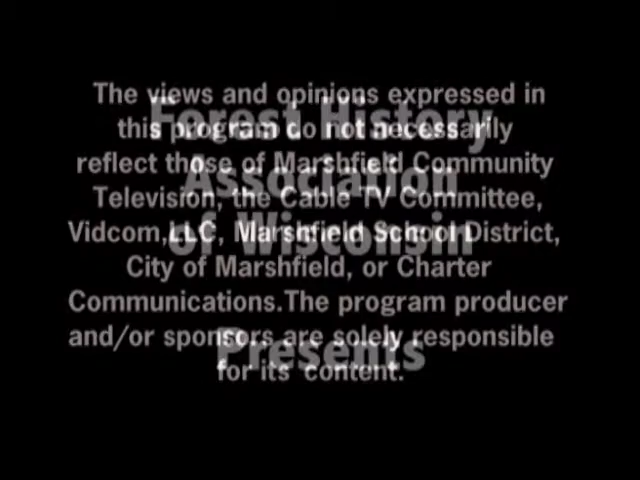 The views and opinions expressed in
this program do not necessarily
reflect those of Marshfield Community
Television, the Cable TV Committee,
Vidcom,LLC, Marshfield School District,
City of Marshfield, or Charter
Communications.The program producer
and/or sponsors are solely responsible
for its content.
Forest History
Association
of Wisconsin
Presents